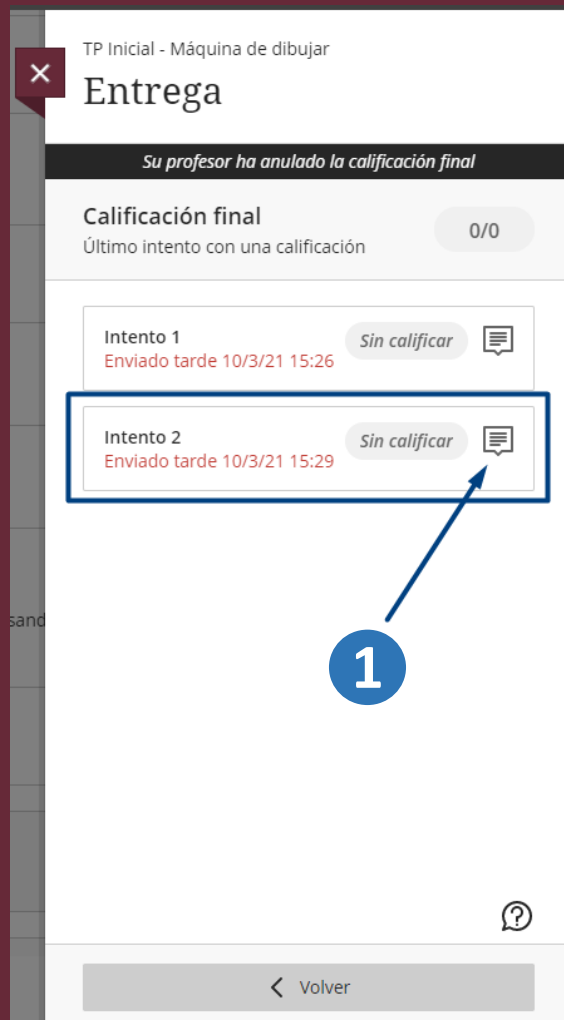 TP Inicial - Máquina de dibujar
Entrega
Su profesor ha anulado la calificación final
Calificación final
0/0
Último intento con una calificación
Intento 1
Sin calificar
Enviado tarde 10/3/21 15:26
Intento 2
Sin calificar
Enviado tarde 10/3/21 15:29
sand
1
Volver